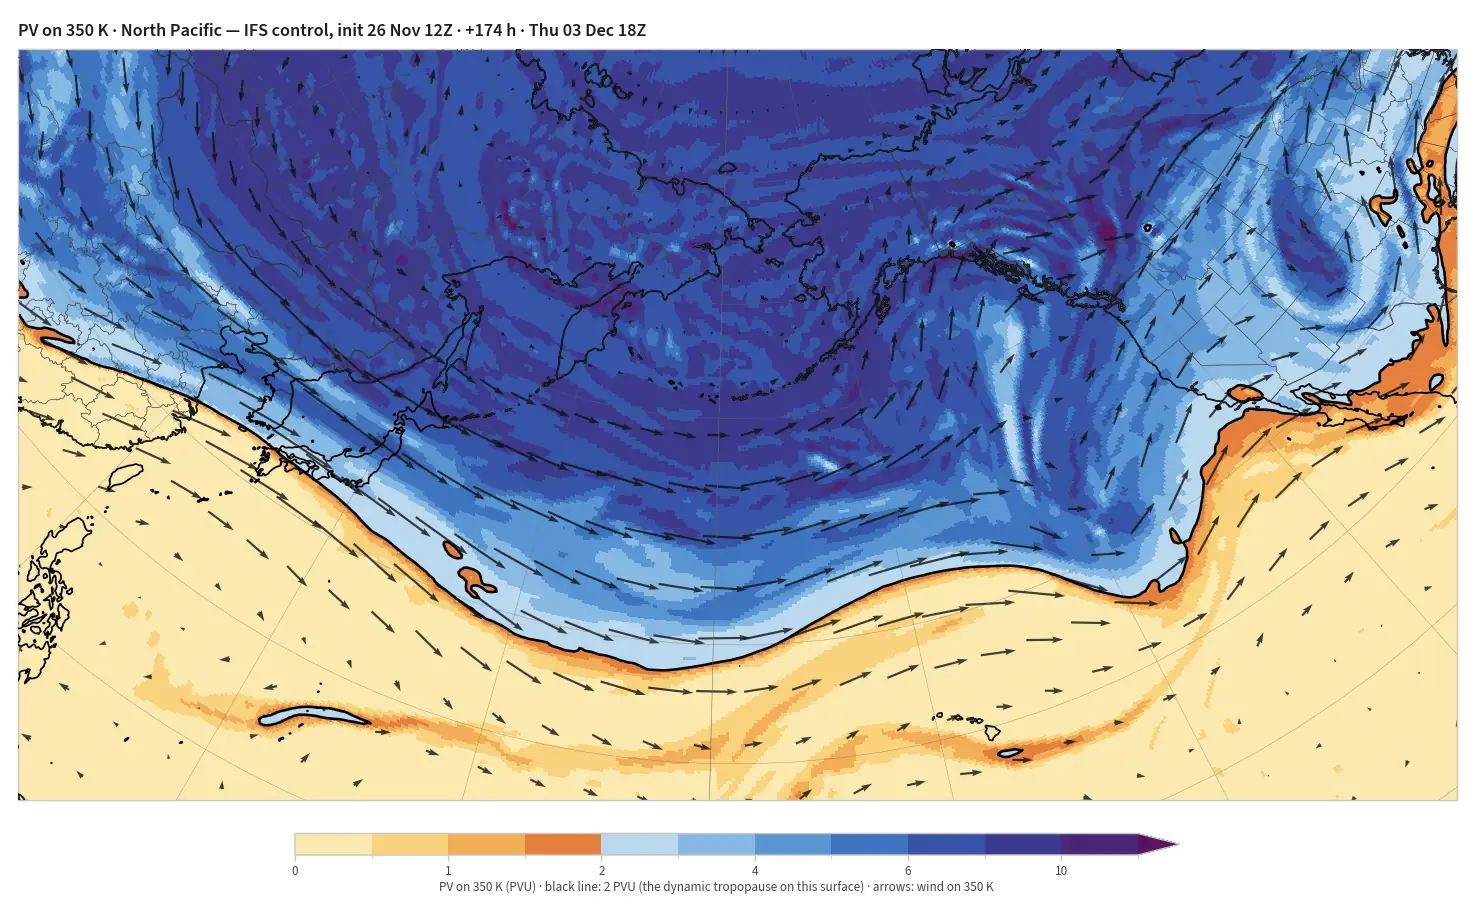 PV on 350 K · North Pacific — IFS control, init 26 Nov 12Z · +174 h · Thu 03 Dec 18Z
0 1 2 4 6 10
PV on 350 K (PVU) · black line: 2 PVU (the dynamic tropopause on this surface) · arrows: wind on 350 K